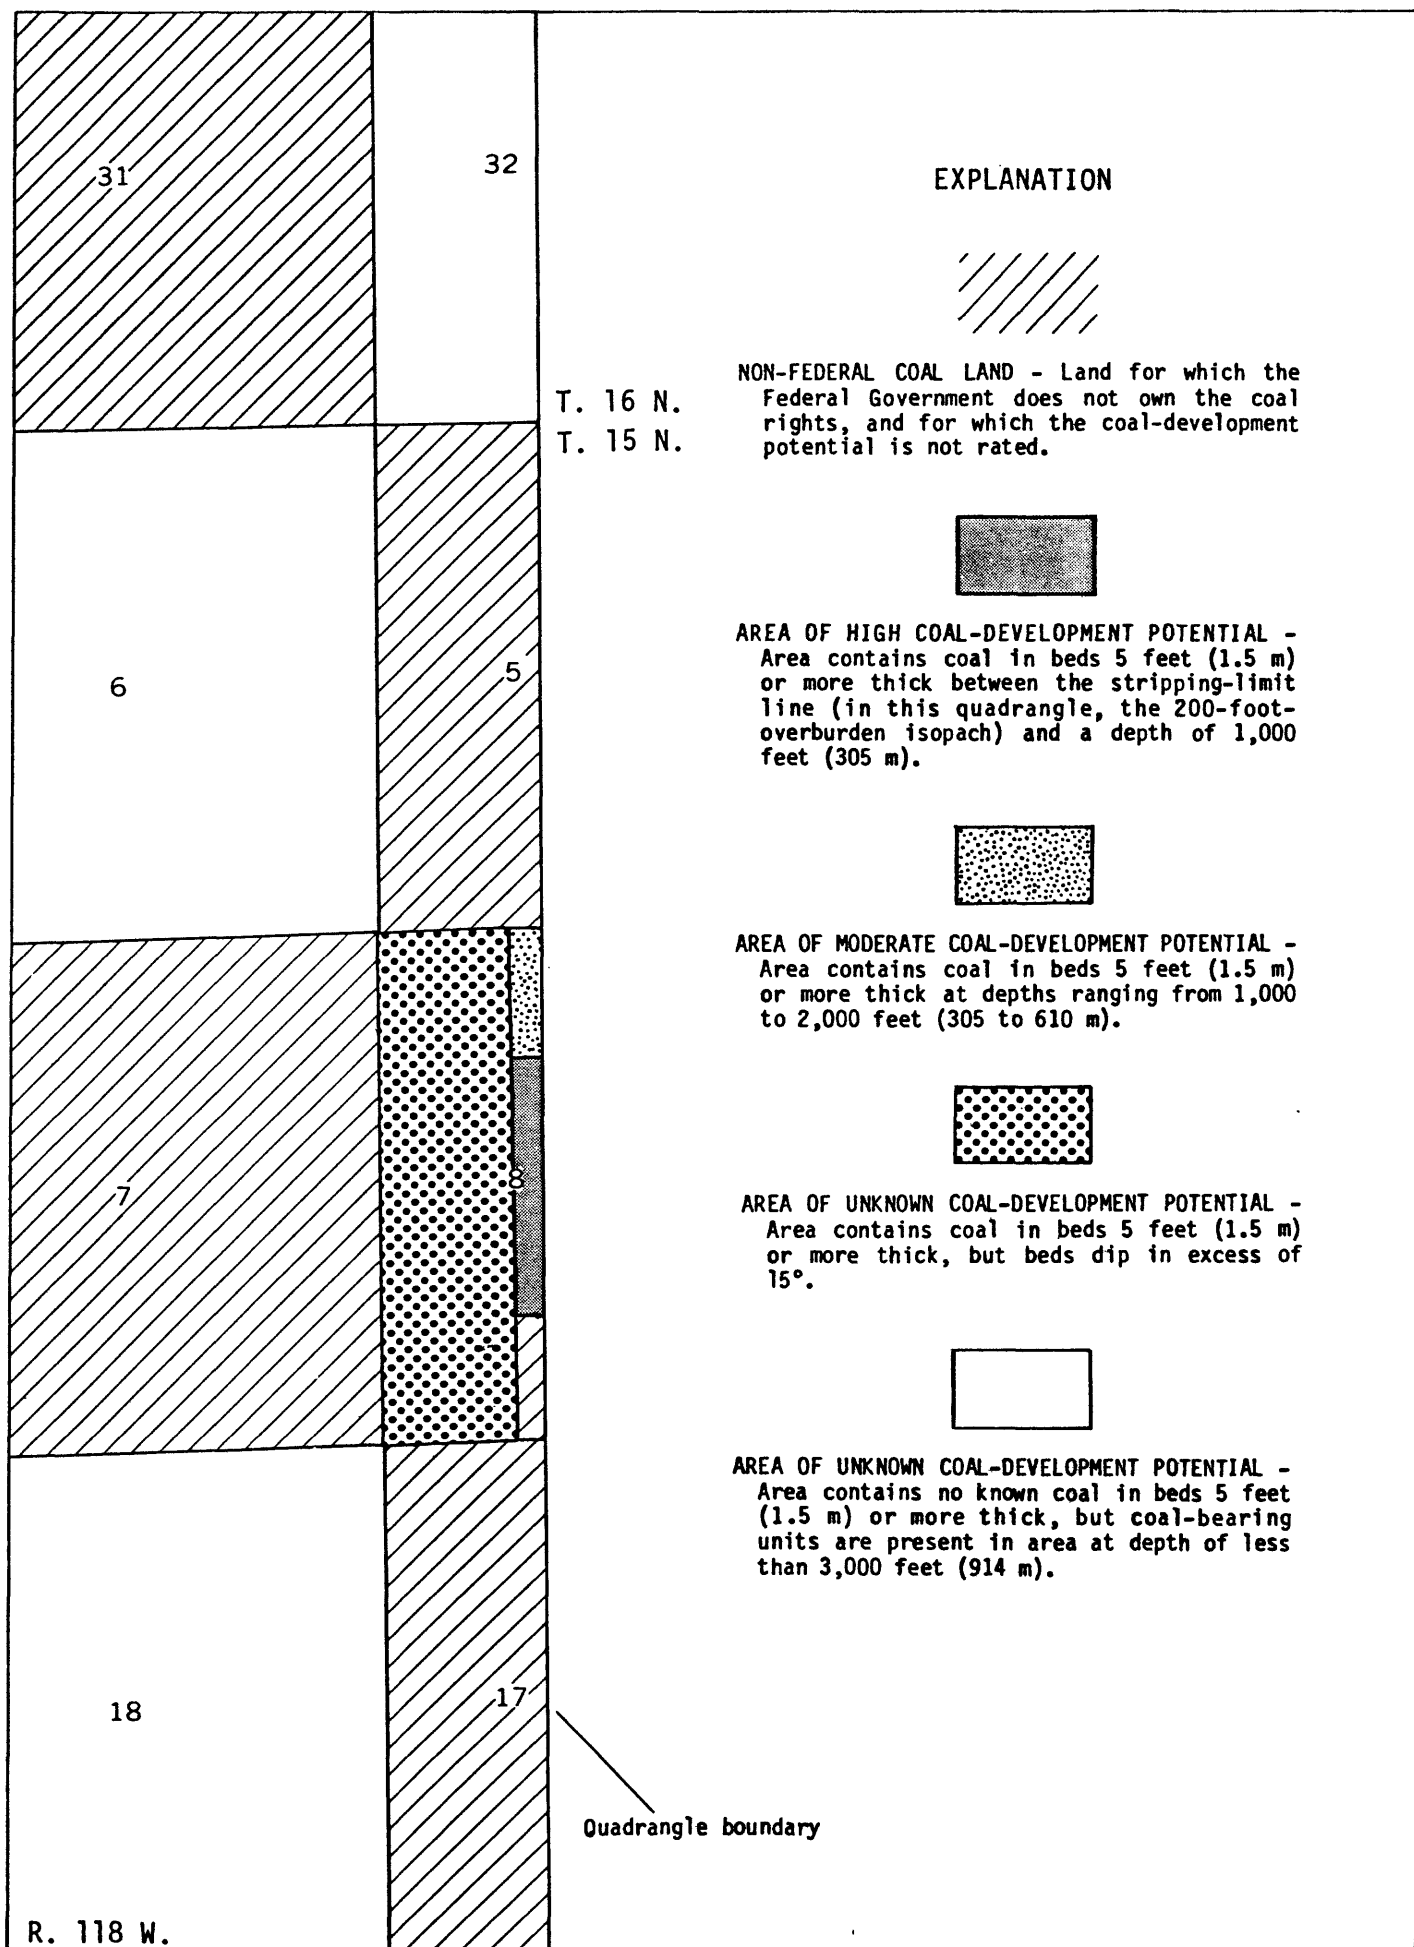 31
32
T. 16 N.
T. 15 N.
6
5
7
8
18
17
Quadrangle boundary
R. 118 W.
EXPLANATION
NON-FEDERAL COAL LAND - Land for which the
Federal Government does not own the coal
rights, and for which the coal-development
potential is not rated.
AREA OF HIGH COAL-DEVELOPMENT POTENTIAL -
Area contains coal in beds 5 feet (1.5 m)
or more thick between the stripping-limit
line (in this quadrangle, the 200-foot-
overburden isopach) and a depth of 1,000
feet (305 m).
AREA OF MODERATE COAL-DEVELOPMENT POTENTIAL -
Area contains coal in beds 5 feet (1.5 m)
or more thick at depths ranging from 1,000
to 2,000 feet (305 to 610 m).
AREA OF UNKNOWN COAL-DEVELOPMENT POTENTIAL -
Area contains coal in beds 5 feet (1.5 m)
or more thick, but beds dip in excess of
15°.
AREA OF UNKNOWN COAL-DEVELOPMENT POTENTIAL -
Area contains no known coal in beds 5 feet
(1.5 m) or more thick, but coal-bearing
units are present in area at depth of less
than 3,000 feet (914 m).